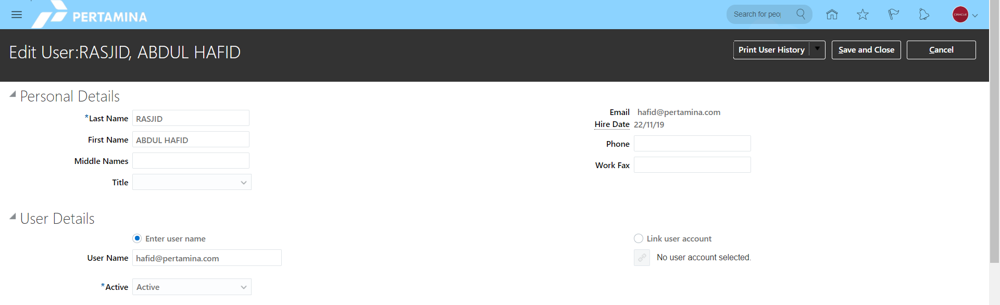 PERTAMINA
Search for peop
ORACLE
Edit User:RASJID, ABDUL HAFID
Print User History
Save and Close
Cancel
Personal Details
*Last Name RASJID
First Name ABDUL HAFID
Middle Names
Title
Email hafid@pertamina.com
Hire Date 22/11/19
Phone
Work Fax
User Details
Enter user name
User Name hafid@pertamina.com
*Active Active
Link user account
No user account selected.